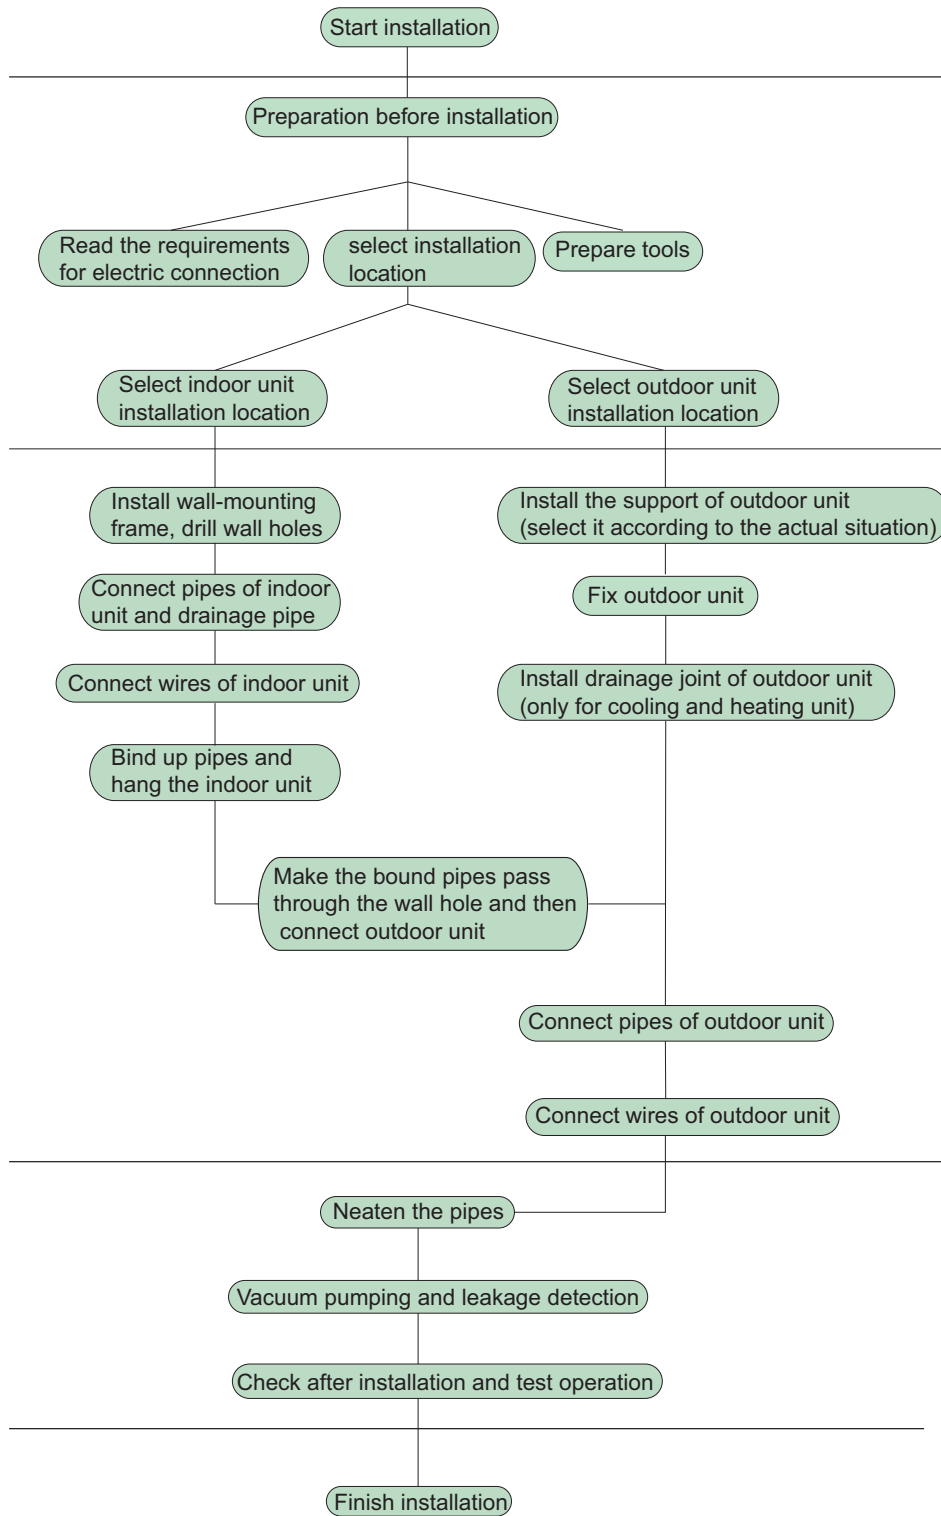 Start installation
Preparation before installation
Read the requirements
for electric connection
select installation
location
Prepare tools
Select indoor unit
installation location
Select outdoor unit
installation location
Install wall-mounting
frame, drill wall holes
Install the support of outdoor unit
(select it according to the actual situation)
Connect pipes of indoor
unit and drainage pipe
Fix outdoor unit
Connect wires of indoor unit
Install drainage joint of outdoor unit
(only for cooling and heating unit)
Bind up pipes and
hang the indoor unit
Make the bound pipes pass
through the wall hole and then
connect outdoor unit
Connect pipes of outdoor unit
Connect wires of outdoor unit
Neaten the pipes
Vacuum pumping and leakage detection
Check after installation and test operation
Finish installation